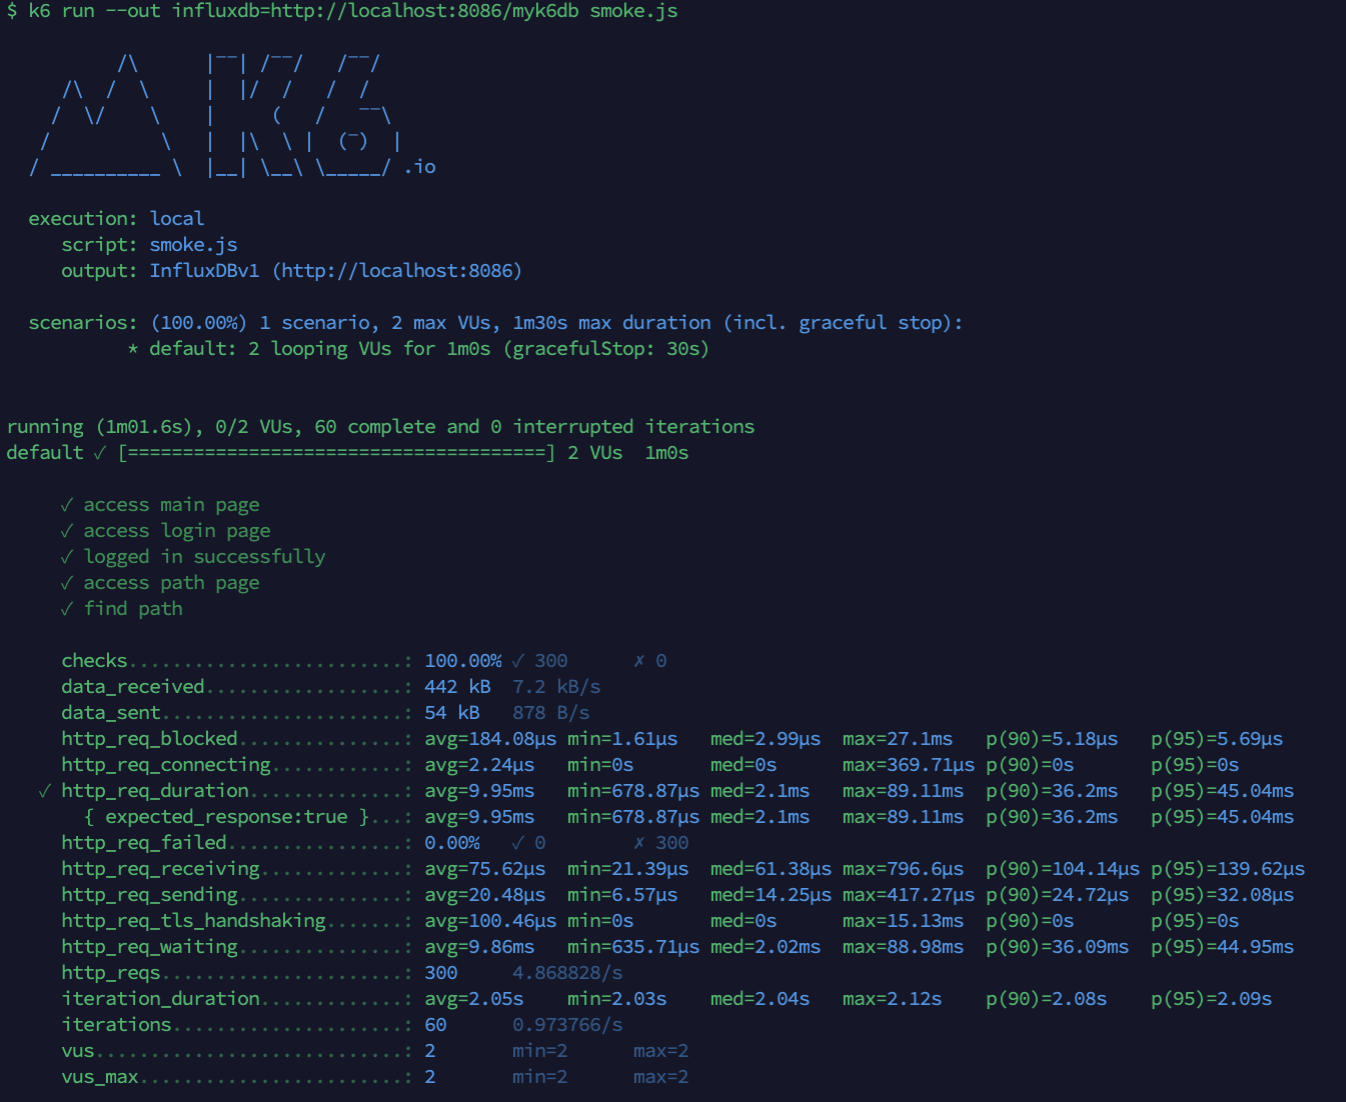 $ k6 run --out influxdb=http://localhost:8086/myk6db smoke.js

          /\      |‾‾| /‾‾/   /‾‾/
     /\  /  \     |  |/  /   /  /
    /  \/    \    |     (   /   ‾‾\
   /          \   |  |\  \ |  (‾)  |
  / __________ \  |__| \__\ \_____/ .io

  execution: local
     script: smoke.js
     output: InfluxDBv1 (http://localhost:8086)

  scenarios: (100.00%) 1 scenario, 2 max VUs, 1m30s max duration (incl. graceful stop):
           * default: 2 looping VUs for 1m0s (gracefulStop: 30s)

running (1m01.6s), 0/2 VUs, 60 complete and 0 interrupted iterations
default ✓ [======================================] 2 VUs  1m0s

     ✓ access main page
     ✓ access login page
     ✓ logged in successfully
     ✓ access path page
     ✓ find path

     checks.........................: 100.00% ✓ 300      ✗ 0
     data_received..................: 442 kB  7.2 kB/s
     data_sent......................: 54 kB   878 B/s
     http_req_blocked...............: avg=184.08µs min=1.61µs   med=2.99µs  max=27.1ms   p(90)=5.18µs   p(95)=5.69µs
     http_req_connecting............: avg=2.24µs   min=0s       med=0s      max=369.71µs p(90)=0s       p(95)=0s
   ✓ http_req_duration..............: avg=9.95ms   min=678.87µs med=2.1ms   max=89.11ms  p(90)=36.2ms   p(95)=45.04ms
       { expected_response:true }...: avg=9.95ms   min=678.87µs med=2.1ms   max=89.11ms  p(90)=36.2ms   p(95)=45.04ms
     http_req_failed................: 0.00%   ✓ 0        ✗ 300
     http_req_receiving.............: avg=75.62µs  min=21.39µs  med=61.38µs max=796.6µs  p(90)=104.14µs p(95)=139.62µs
     http_req_sending...............: avg=20.48µs  min=6.57µs   med=14.25µs max=417.27µs p(90)=24.72µs  p(95)=32.08µs
     http_req_tls_handshaking.......: avg=100.46µs min=0s       med=0s      max=15.13ms  p(90)=0s       p(95)=0s
     http_req_waiting...............: avg=9.86ms   min=635.71µs med=2.02ms  max=88.98ms  p(90)=36.09ms  p(95)=44.95ms
     http_reqs......................: 300     4.868828/s
     iteration_duration.............: avg=2.05s    min=2.03s    med=2.04s   max=2.12s    p(90)=2.08s    p(95)=2.09s
     iterations.....................: 60      0.973766/s
     vus............................: 2       min=2      max=2
     vus_max........................: 2       min=2      max=2